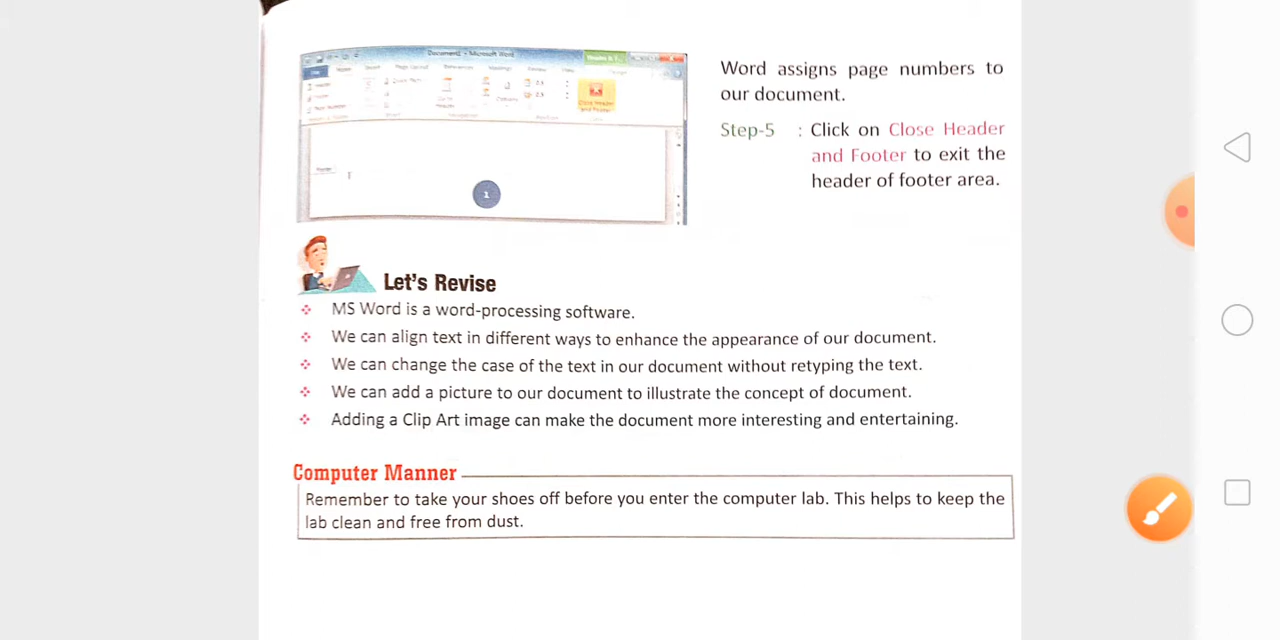 Document2 - Microsoft Word
Footer
1
Word assigns page numbers to
our document.
Step-5 : Click on Close Header
and Footer to exit the
header of footer area.
Let's Revise
MS Word is a word-processing software.
We can align text in different ways to enhance the appearance of our document.
We can change the case of the text in our document without retyping the text.
We can add a picture to our document to illustrate the concept of document.
Adding a Clip Art image can make the document more interesting and entertaining.
Computer Manner
Remember to take your shoes off before you enter the computer lab. This helps to keep the
lab clean and free from dust.